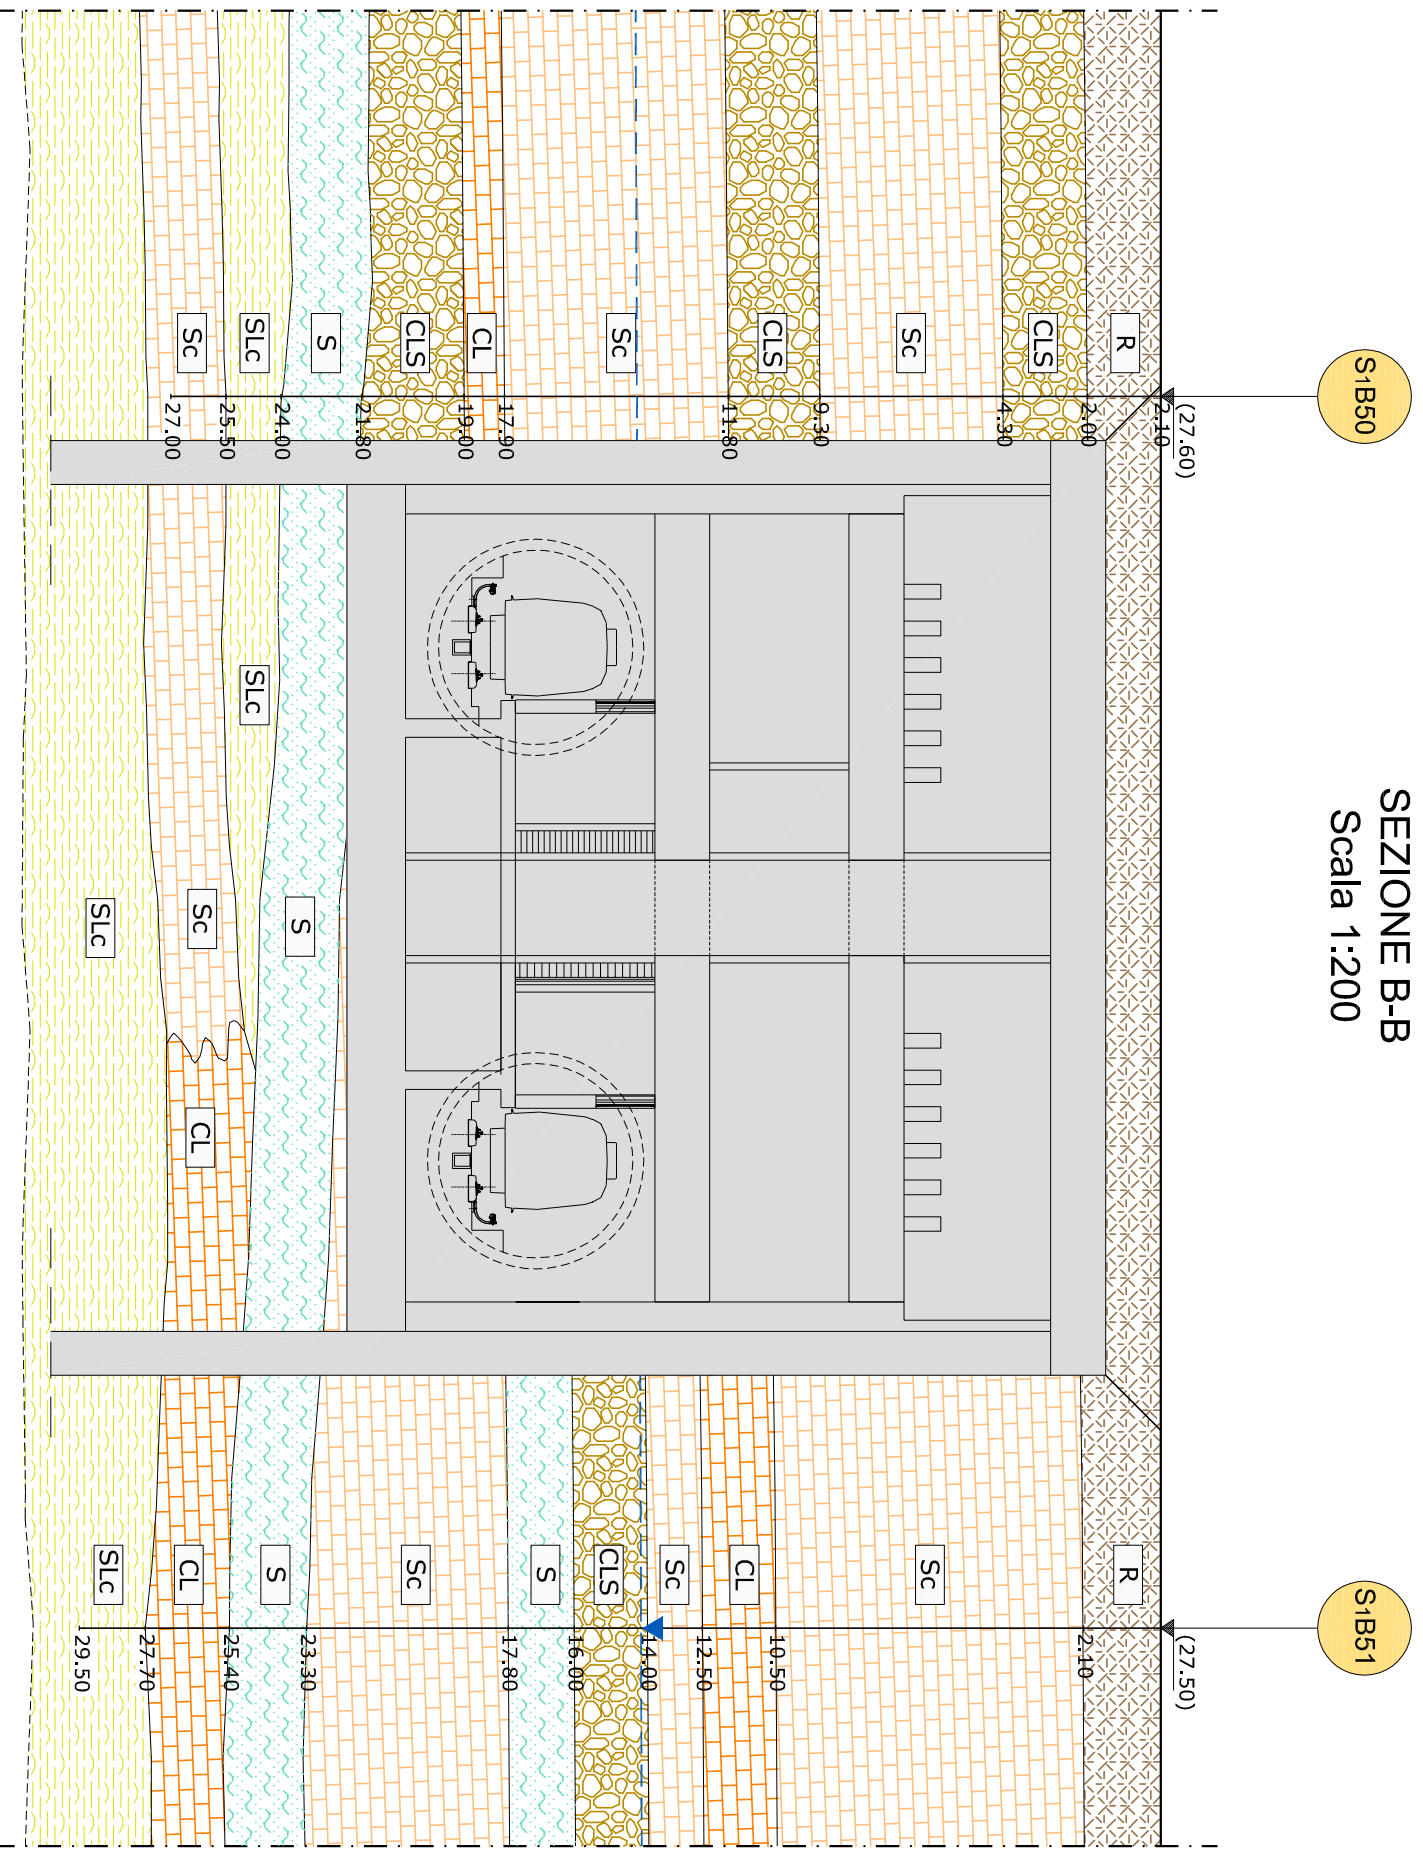 SEZIONE B-B
Scala 1:200
S1B50
S1B51
(27.60)
(27.50)
2.10
R
2.00
CLS
4.30
Sc
9.30
CLS
11.80
Sc
17.90
CL
19.00
CLS
21.80
S
24.00
SLc
25.50
Sc
27.00
SLc
S
Sc
SLc
CL
R
2.10
Sc
10.50
CL
12.50
Sc
14.00
CLS
16.00
S
17.80
Sc
23.30
S
25.40
CL
27.70
SLc
29.50